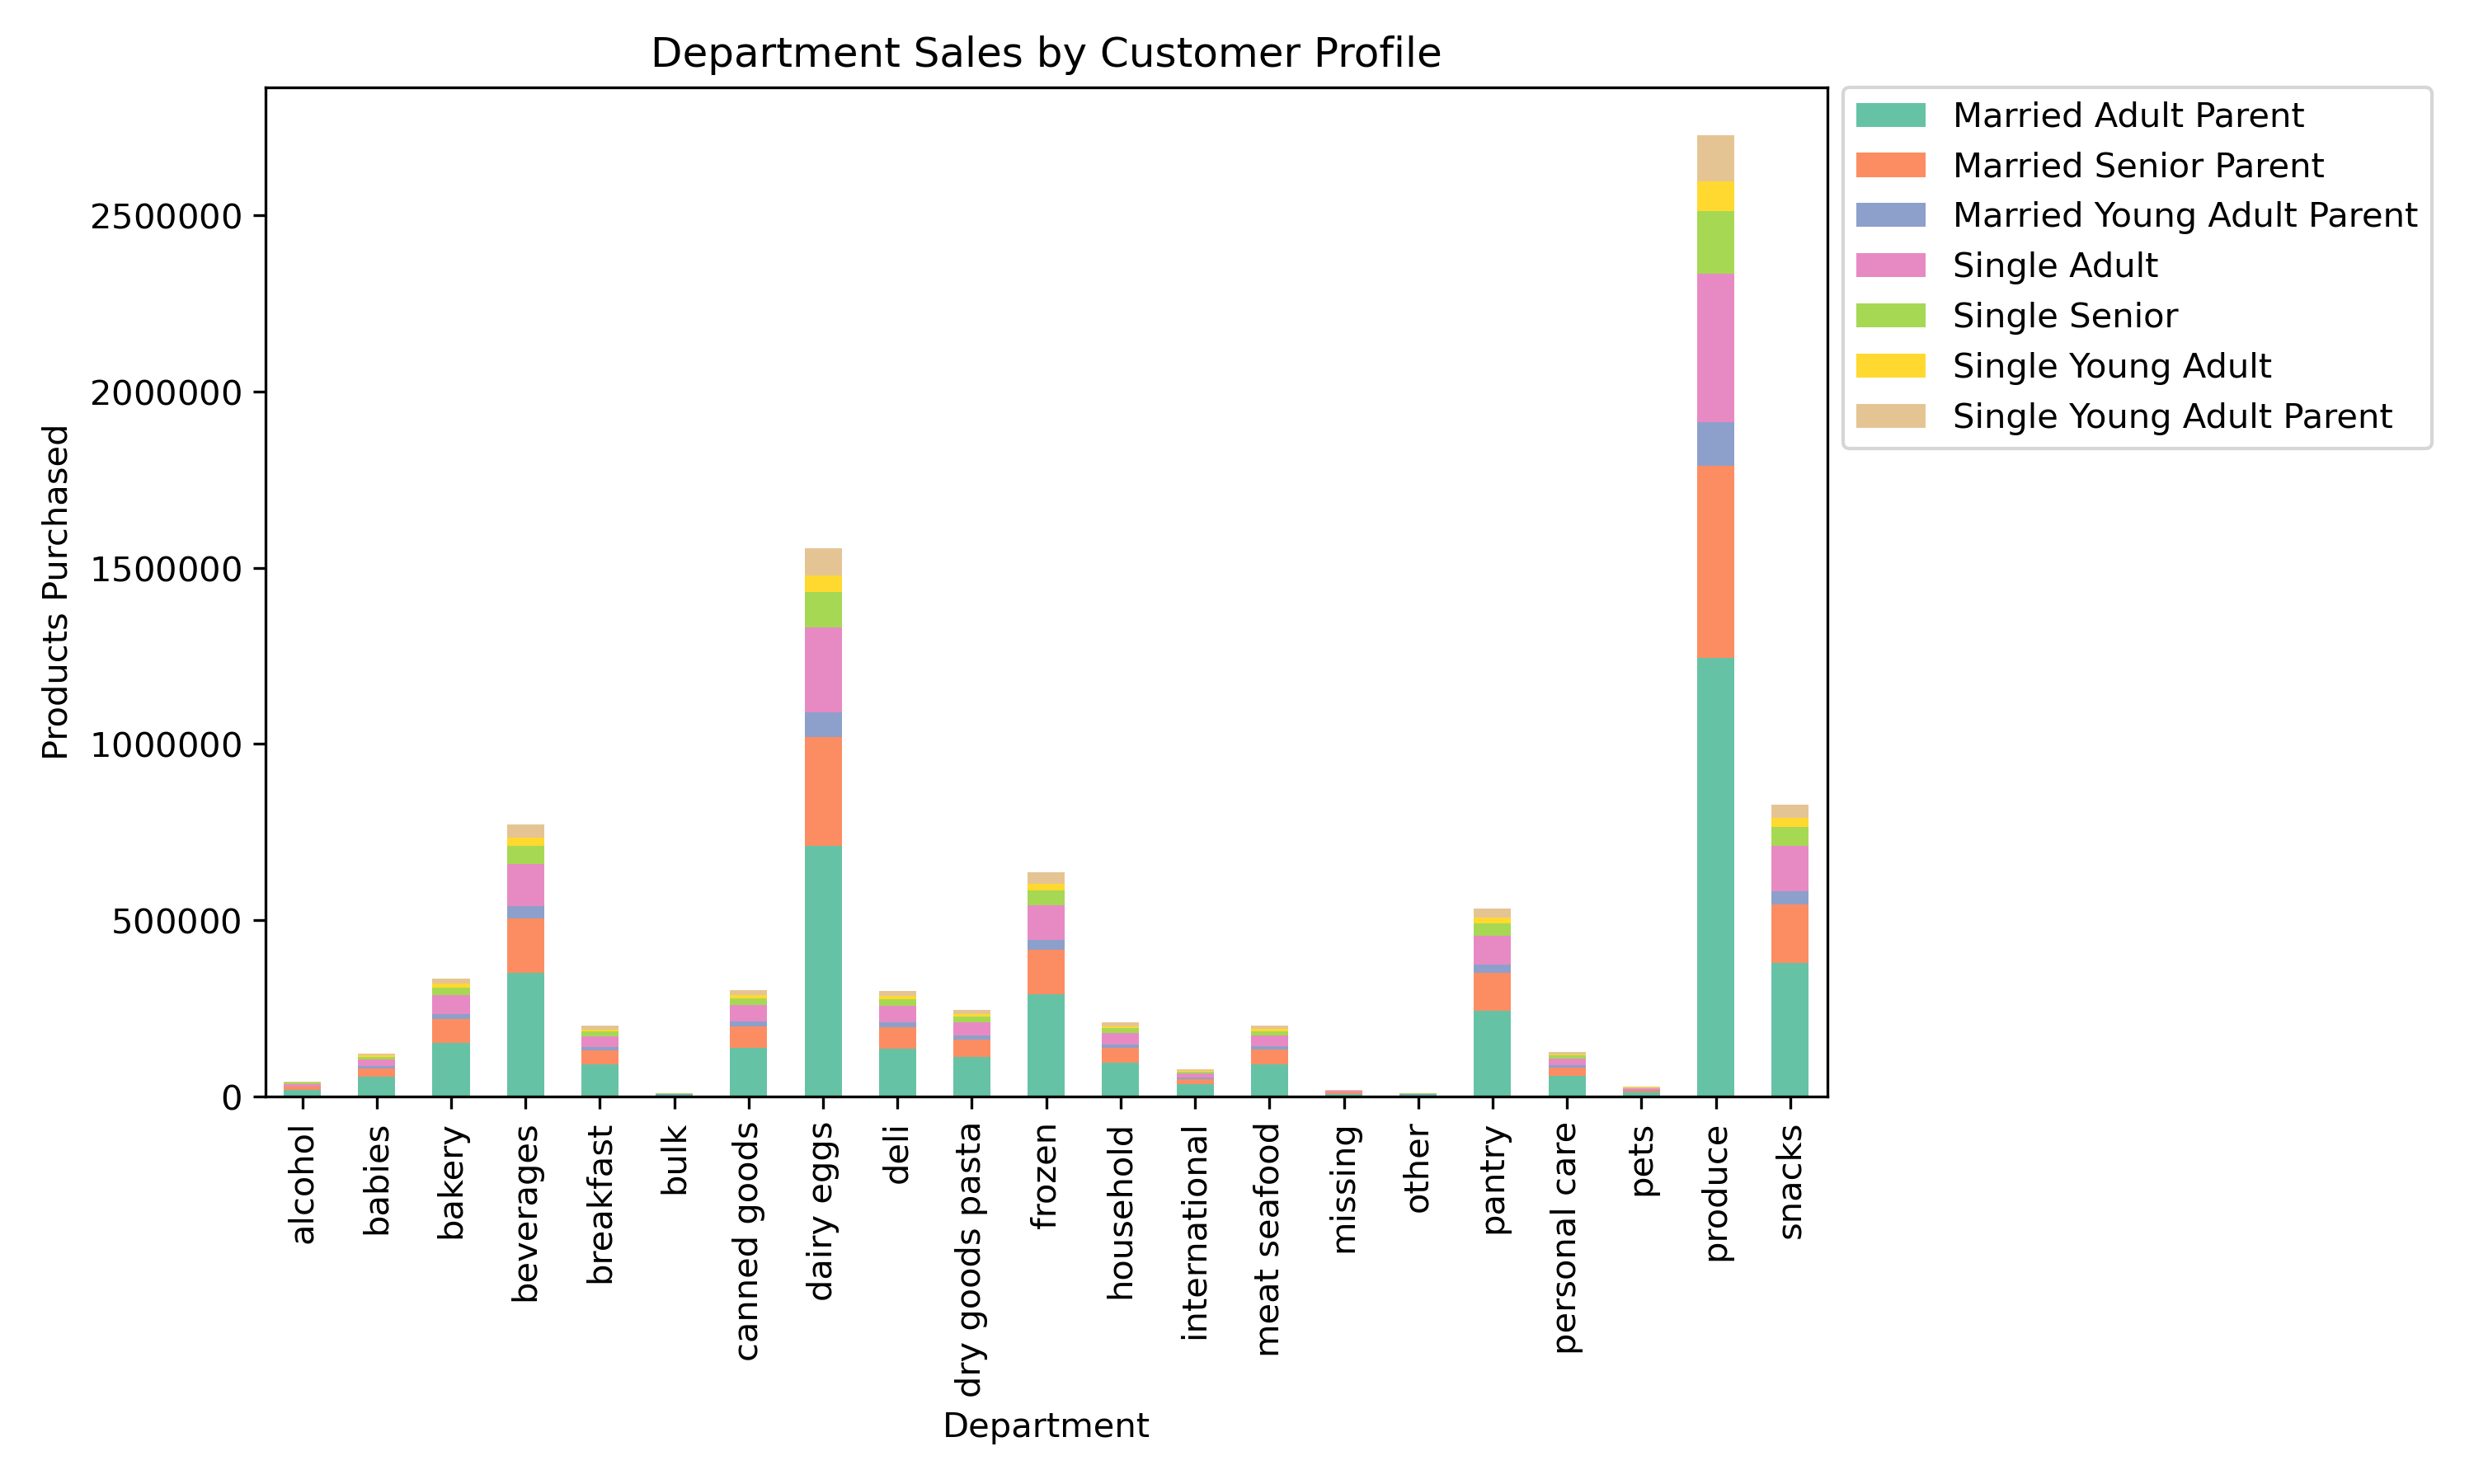 Department Sales by Customer Profile
Products Purchased
2500000
2000000
1500000
1000000
500000
0
Married Adult Parent
Married Senior Parent
Married Young Adult Parent
Single Adult
Single Senior
Single Young Adult
Single Young Adult Parent
alcohol
babies
bakery
beverages
breakfast
bulk
canned goods
dairy eggs
deli
dry goods pasta
frozen
household
international
meat seafood
missing
other
pantry
personal care
pets
produce
snacks
Department